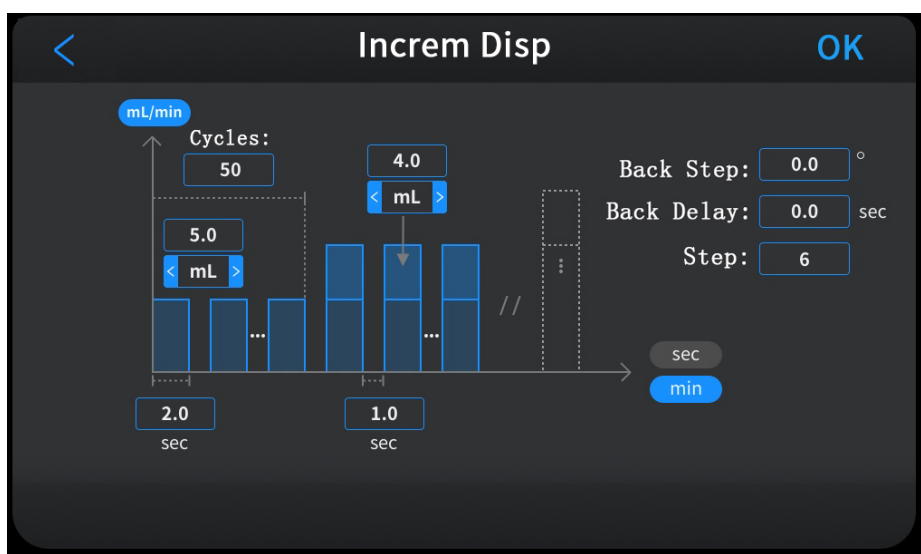 < Increm Disp OK
mL/min
Cycles:
50
4.0
< mL >
5.0
< mL >
...
...
//
2.0
sec
1.0
sec
Back Step: 0.0 °
Back Delay: 0.0 sec
Step: 6
sec
min